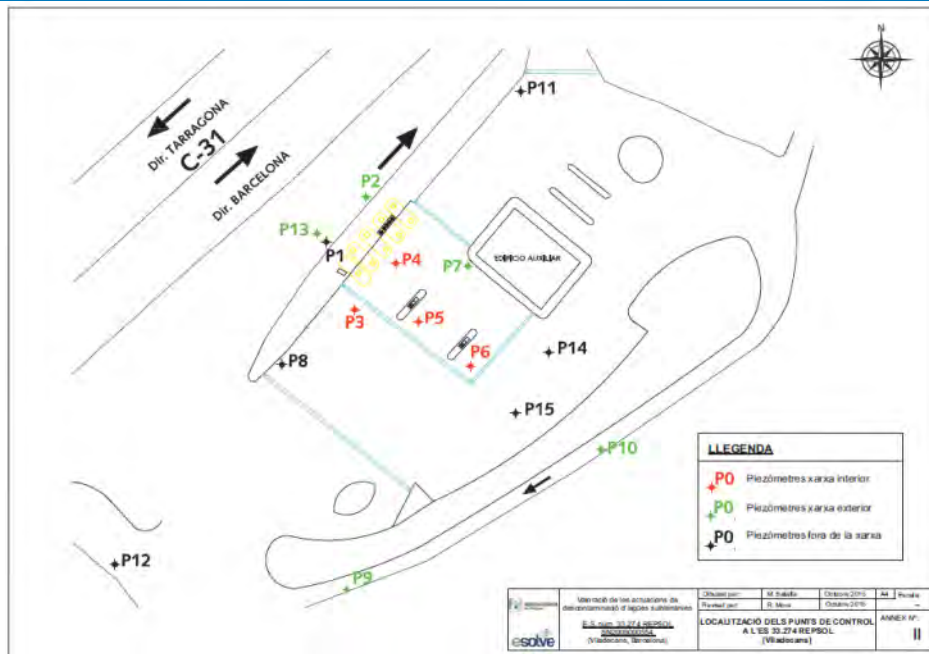 N
P11
Dir. TARRAGONA
C-31
Dir. BARCELONA
P2
P13
P1
P4
P7
EDIFICIO AUXILIAR
P3
P5
P6
P8
P14
P15
P10
P12
P9
LLEGENDA
P0 Piezòmetres xarxa interior
P0 Piezòmetres xarxa exterior
P0 Piezòmetres fora de la xarxa
esolve
Valoració de les actuacions de
descontaminació d'aigües subterrànies
E.S. núm. 33.274 REPSOL
(Viladecans, Barcelona)
Dibuixat per:
Octubre 2016
A4
Escala:
Revisat per:
R. Mora
Octubre 2016
LOCALITZACIÓ DELS PUNTS DE CONTROL
A L'ES 33.274 REPSOL
(Viladecans)
ANNEX Nº:
II